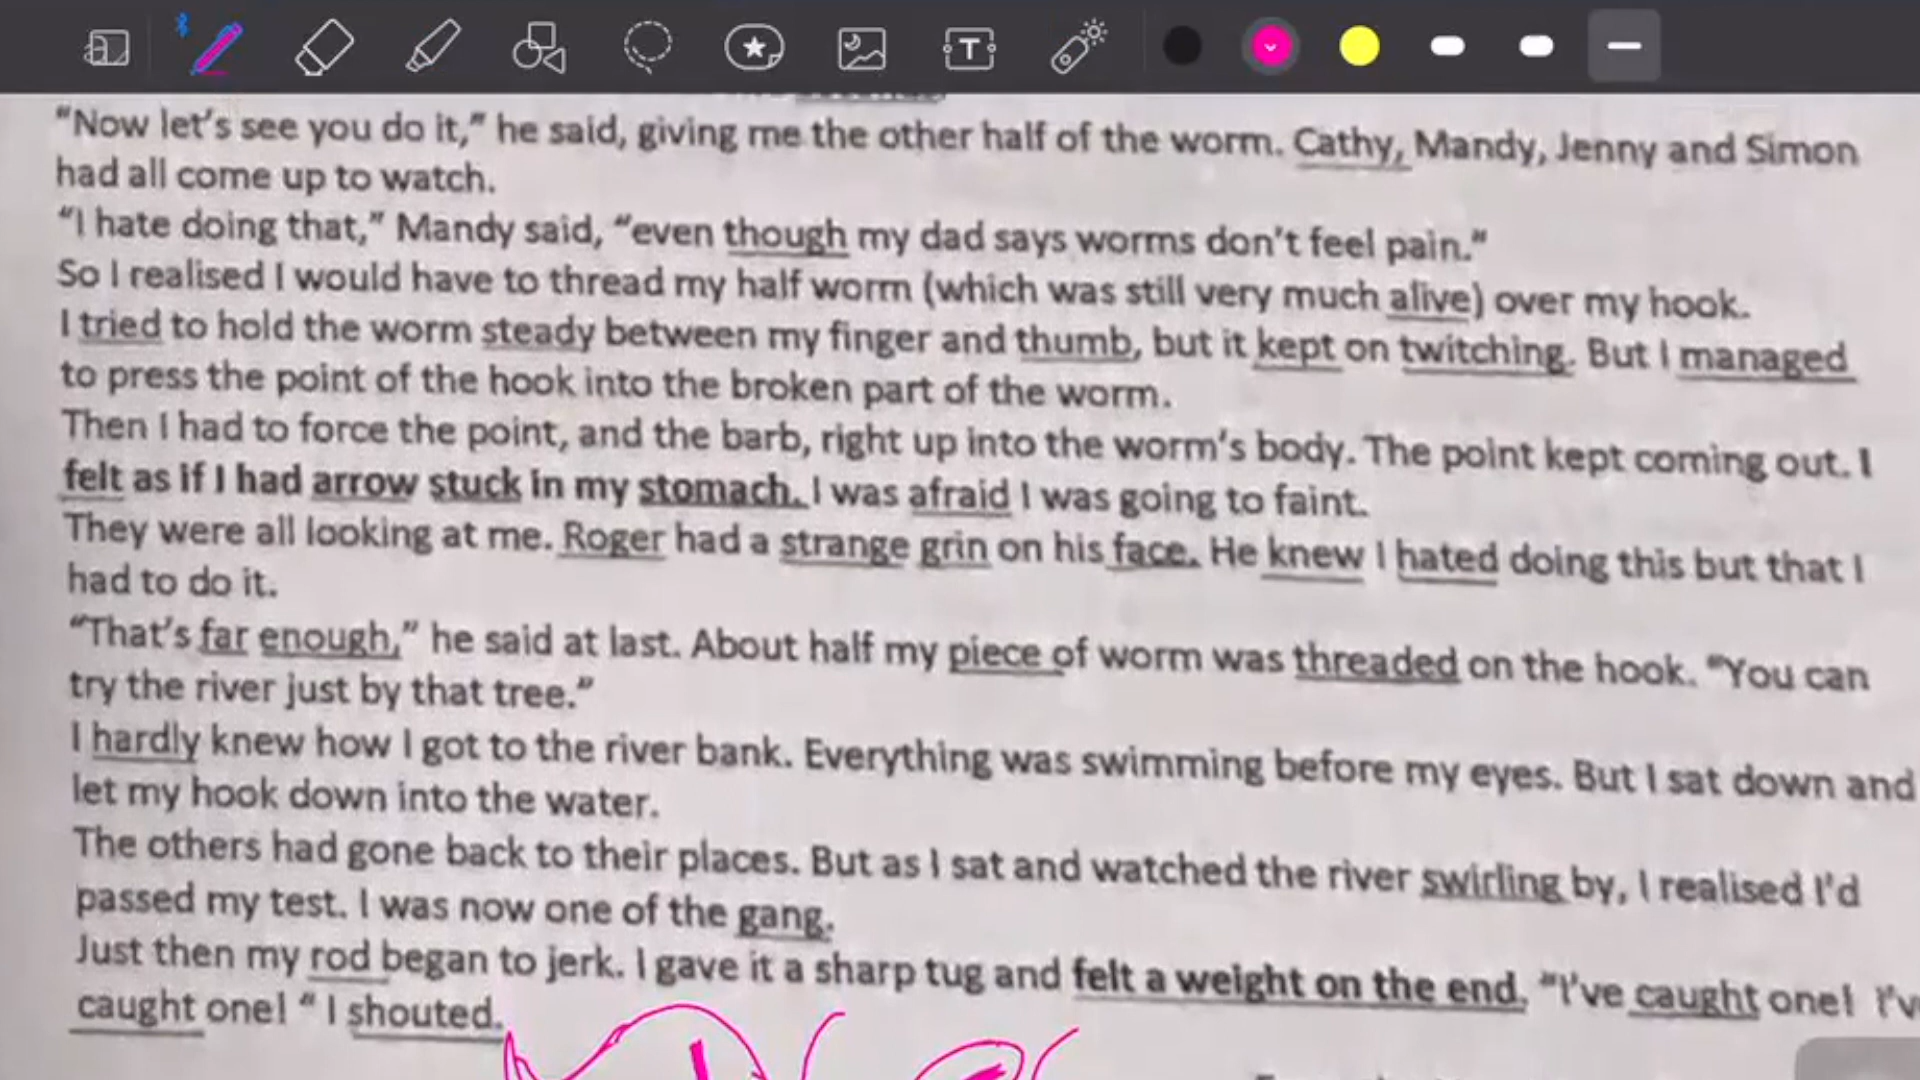 “Now let’s see you do it,” he said, giving me the other half of the worm. Cathy, Mandy, Jenny and Simon
had all come up to watch.
“I hate doing that,” Mandy said, “even though my dad says worms don’t feel pain.”
So I realised I would have to thread my half worm (which was still very much alive) over my hook.
I tried to hold the worm steady between my finger and thumb, but it kept on twitching. But I managed
to press the point of the hook into the broken part of the worm.
Then I had to force the point, and the barb, right up into the worm’s body. The point kept coming out. I
felt as if I had arrow stuck in my stomach. I was afraid I was going to faint.
They were all looking at me. Roger had a strange grin on his face. He knew I hated doing this but that I
had to do it.
“That’s far enough,” he said at last. About half my piece of worm was threaded on the hook. “You can
try the river just by that tree.”
I hardly knew how I got to the river bank. Everything was swimming before my eyes. But I sat down and
let my hook down into the water.
The others had gone back to their places. But as I sat and watched the river swirling by, I realised I’d
passed my test. I was now one of the gang.
Just then my rod began to jerk. I gave it a sharp tug and felt a weight on the end. “I’ve caught one! I’v
caught one! “ I shouted.